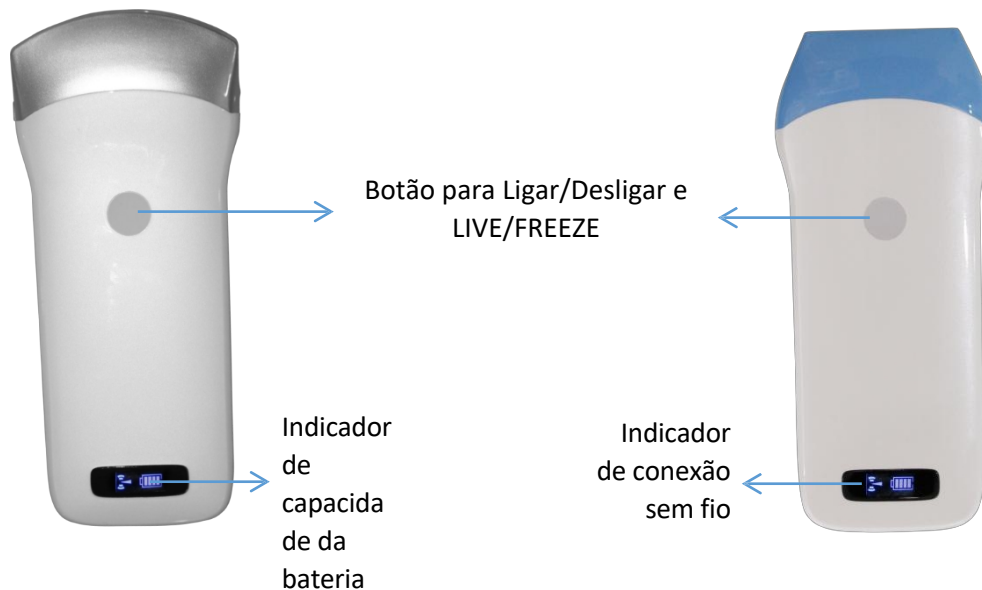 Botão para Ligar/Desligar e
LIVE/FREEZE
Indicador
de
capacida
de da
bateria
Indicador
de conexão
sem fio